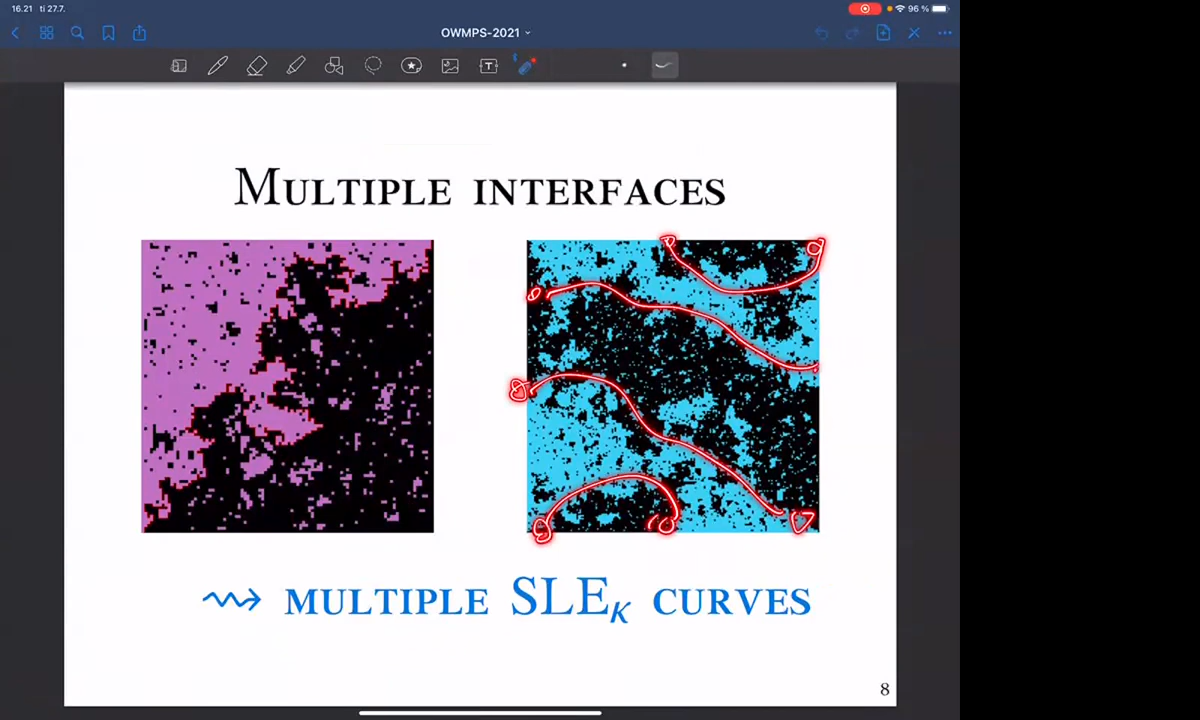 16.21 ti 27.7.
96 %
OWMPS-2021
T
MULTIPLE INTERFACES
⇝ MULTIPLE SLEκ CURVES
8